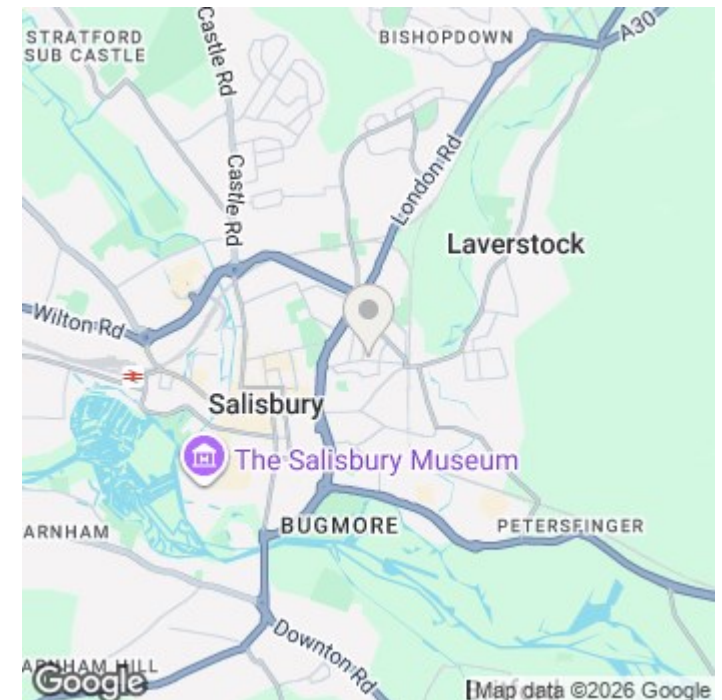 STRATFORD
SUB CASTLE
Castle Rd
BISHOPDOWN
A30
Castle Rd
London Rd
Laverstock
Wilton Rd
Salisbury
The Salisbury Museum
BUGMORE
PETERSFINGER
ARNHAM
Downton Rd
ARNHAM HILL
Google
Map data ©2026 Google